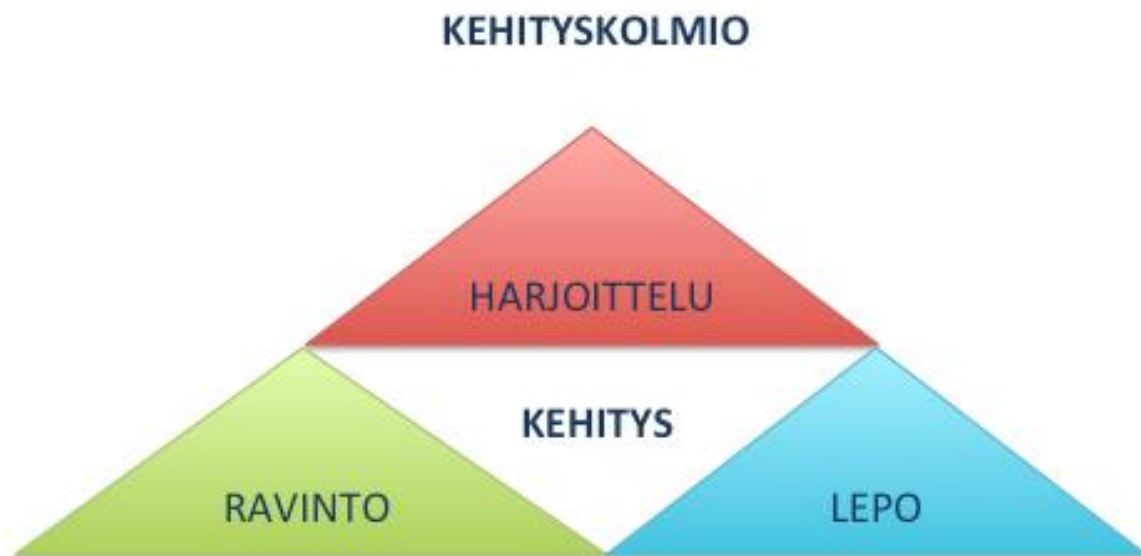 KEHITYSKOLMIO
HARJOITTELU
KEHITYS
RAVINTO
LEPO